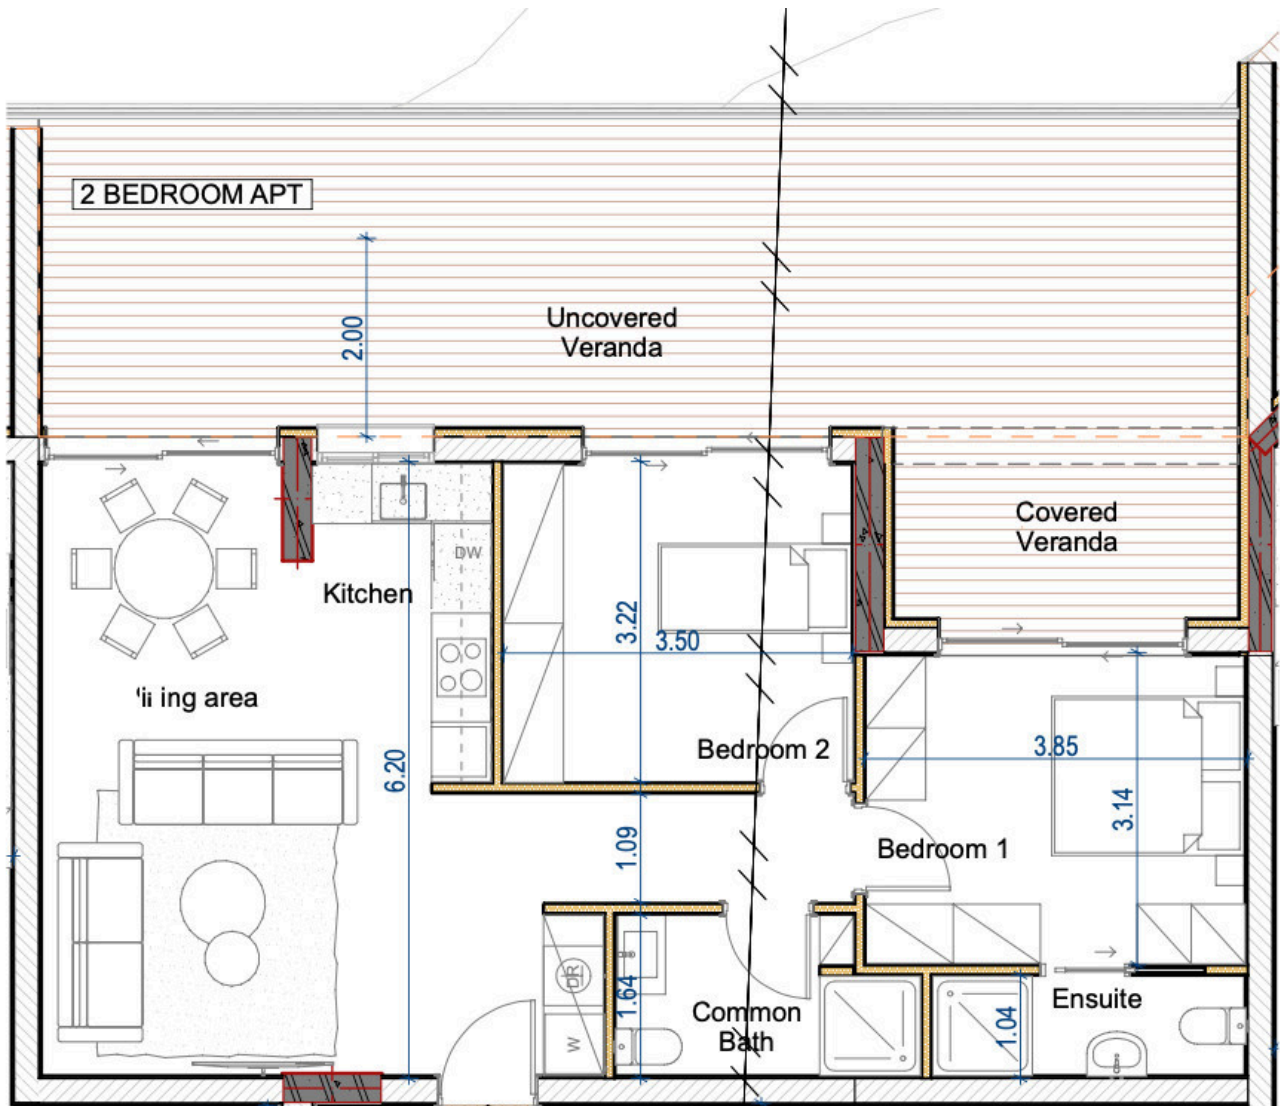 2 BEDROOM APT
2.00
Uncovered
Veranda
Covered
Veranda
DW
Kitchen
3.22
3.50
ing area
Bedroom 2
3.85
6.20
3.14
1.09
Bedroom 1
DR
1.64
Ensuite
Common
Bath
1.04
W